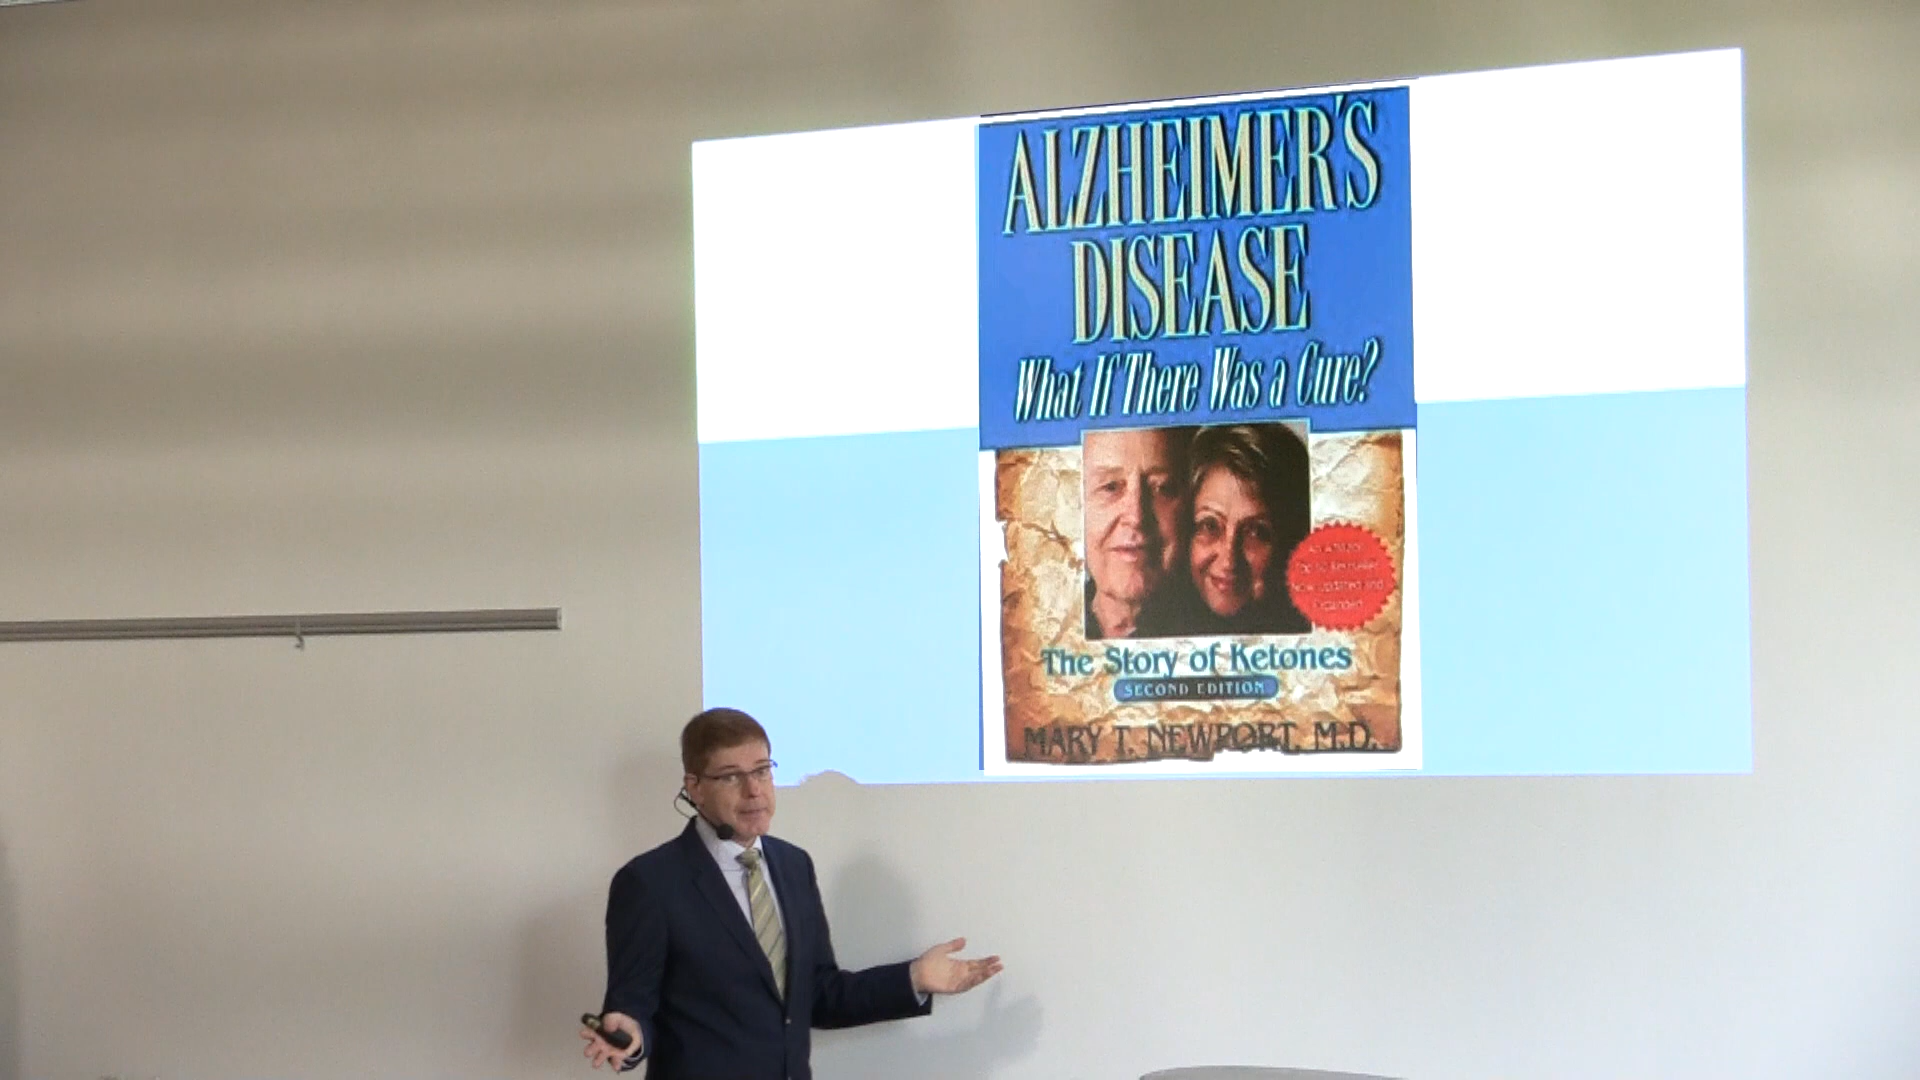 ALZHEIMER'S
DISEASE
What If There Was a Cure?
The Story of Ketones
SECOND EDITION
MARY T. NEWPORT, M.D.